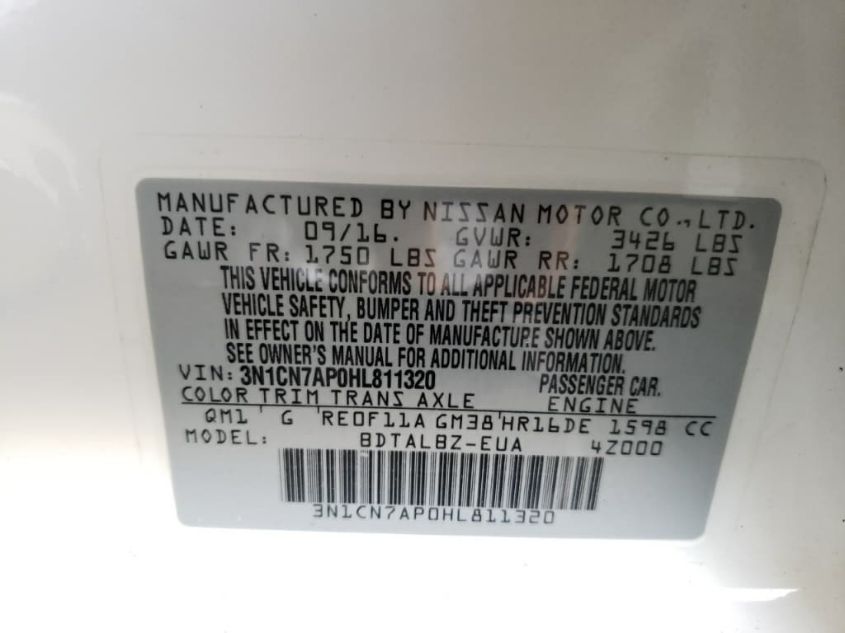 MANUFACTURED BY NISSAN MOTOR CO., LTD.
DATE: 09/16. GVWR: 3426 LBS
GAWR FR: 1750 LBS GAWR RR: 1708 LBS
THIS VEHICLE CONFORMS TO ALL APPLICABLE FEDERAL MOTOR
VEHICLE SAFETY, BUMPER AND THEFT PREVENTION STANDARDS
IN EFFECT ON THE DATE OF MANUFACTURE SHOWN ABOVE.
SEE OWNER'S MANUAL FOR ADDITIONAL INFORMATION.
VIN: 3N1CN7AP0HL811320 PASSENGER CAR.
COLOR TRIM TRANS AXLE ENGINE
QM1 ' G 'RE0F11A GM38'HR16DE 1598 CC
MODEL: BDTALBZ-EUA 4Z000
3N1CN7AP0HL811320